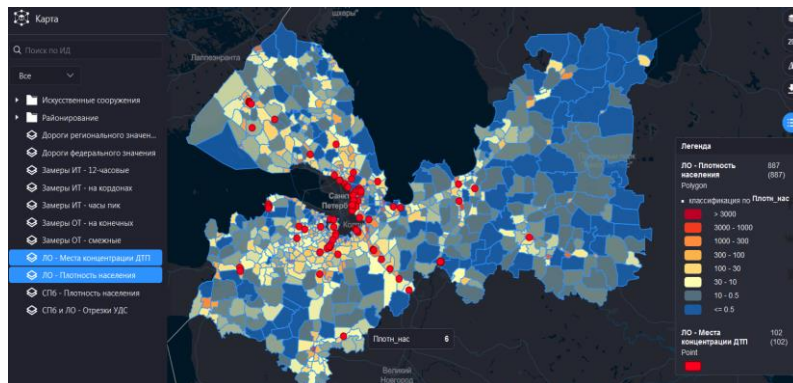 Карта
Поиск по ИД
Все
Искусственные сооружения
Районирование
Дороги регионального значен...
Дороги федерального значения
Замеры ИТ - 12-часовые
Замеры ИТ - на кордонах
Замеры ИТ - часы пик
Замеры ОТ - на конечных
Замеры ОТ - смежные
ЛО - Места концентрации ДТП
ЛО - Плотность населения
СПб - Плотность населения
СПб и ЛО - Отрезки УДС
Лаппеэнранта
Санкт
Петерб
Плотн_нас 6
Великий
Новгород
Легенда
ЛО - Плотность населения 887 (887)
Polygon
классификация по Плотн_нас
> 3000
3000 - 1000
1000 - 300
300 - 100
100 - 30
30 - 10
10 - 0.5
<= 0.5
ЛО - Места концентрации ДТП 102 (102)
Point